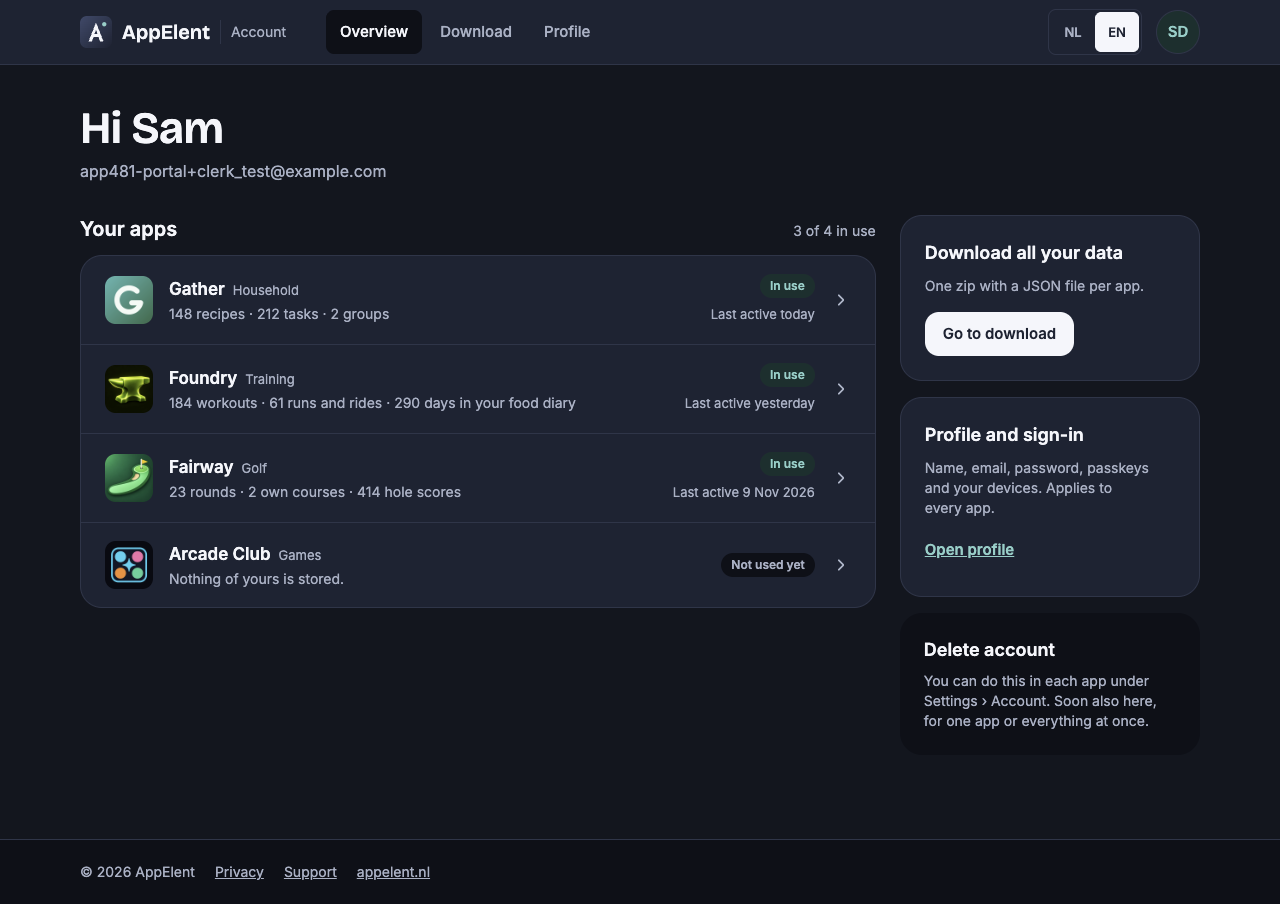 AppElent Account Overview Download Profile NL EN SD
Hi Sam
app481-portal+clerk_test@example.com
Your apps 3 of 4 in use
Gather Household In use
148 recipes · 212 tasks · 2 groups Last active today
Foundry Training In use
184 workouts · 61 runs and rides · 290 days in your food diary Last active yesterday
Fairway Golf In use
23 rounds · 2 own courses · 414 hole scores Last active 9 Nov 2026
Arcade Club Games Not used yet
Nothing of yours is stored.
Download all your data
One zip with a JSON file per app.
Go to download
Profile and sign-in
Name, email, password, passkeys
and your devices. Applies to
every app.
Open profile
Delete account
You can do this in each app under
Settings › Account. Soon also here,
for one app or everything at once.
© 2026 AppElent Privacy Support appelent.nl